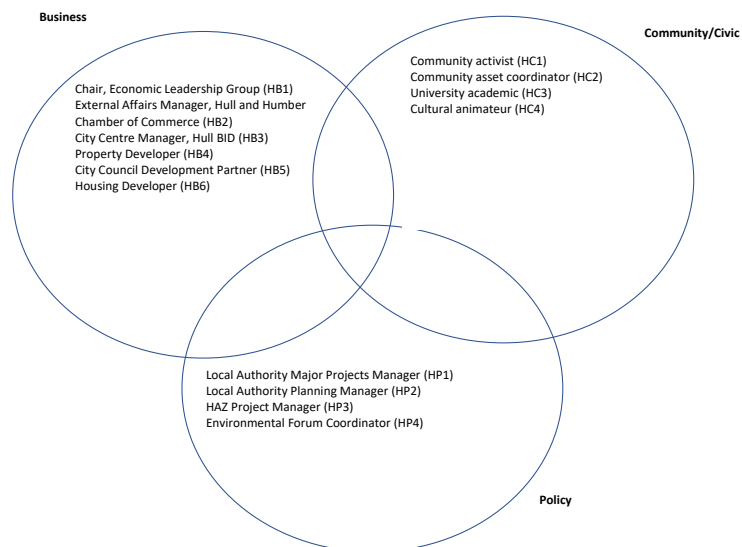 Business
Community/Civic
Chair, Economic Leadership Group (HB1)
External Affairs Manager, Hull and Humber
Chamber of Commerce (HB2)
City Centre Manager, Hull BID (HB3)
Property Developer (HB4)
City Council Development Partner (HB5)
Housing Developer (HB6)
Community activist (HC1)
Community asset coordinator (HC2)
University academic (HC3)
Cultural animateur (HC4)
Local Authority Major Projects Manager (HP1)
Local Authority Planning Manager (HP2)
HAZ Project Manager (HP3)
Environmental Forum Coordinator (HP4)
Policy